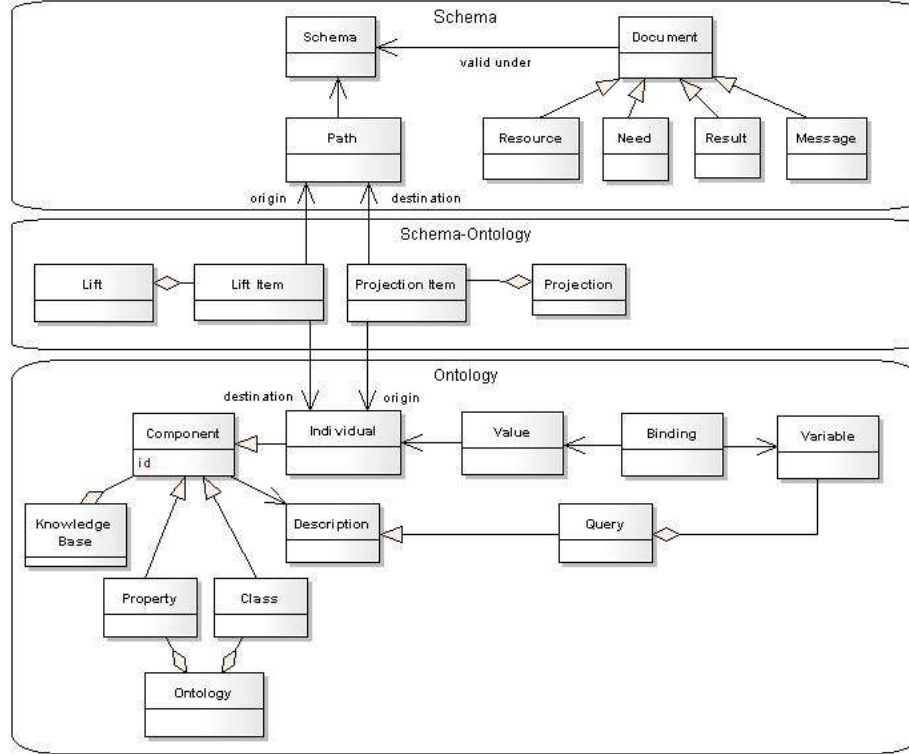 Schema
Schema
Document
valid under
Path
Resource
Need
Result
Message
origin
destination
Schema-Ontology
Lift
Lift Item
Projection Item
Projection
Ontology
destination
origin
Component
id
Individual
Value
Binding
Variable
Knowledge
Base
Description
Query
Property
Class
Ontology